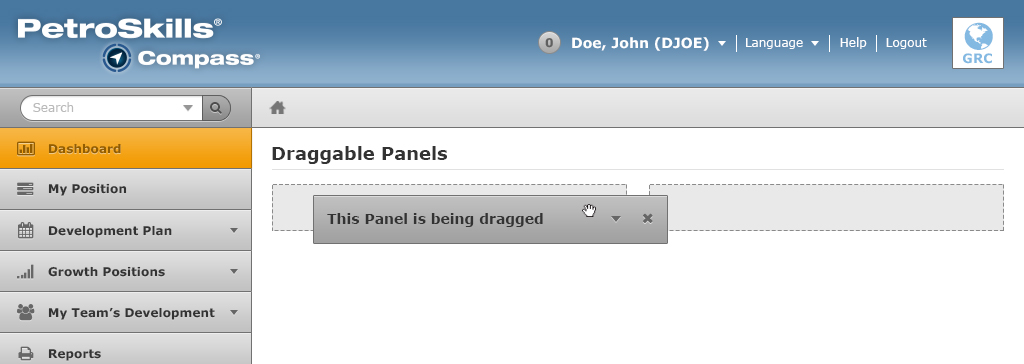 PetroSkills®
Compass®
0 Doe, John (DJOE) Language Help Logout
GRC
Search
Dashboard
Draggable Panels
My Position
This Panel is being dragged
Development Plan
Growth Positions
My Team's Development
Reports